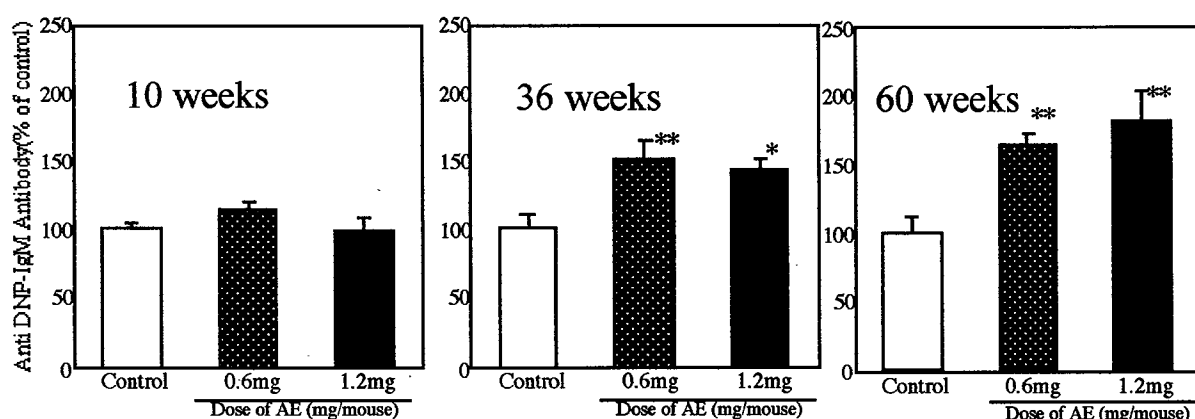 Anti DNP-IgM Antibody(% of control)
250
200
150
100
50
0
10 weeks
Control
0.6mg
1.2mg
Dose of AE (mg/mouse)
250
200
150
100
50
0
36 weeks
**
*
Control
0.6mg
1.2mg
Dose of AE (mg/mouse)
250
200
150
100
50
0
60 weeks
**
**
Control
0.6mg
1.2mg
Dose of AE (mg/mouse)